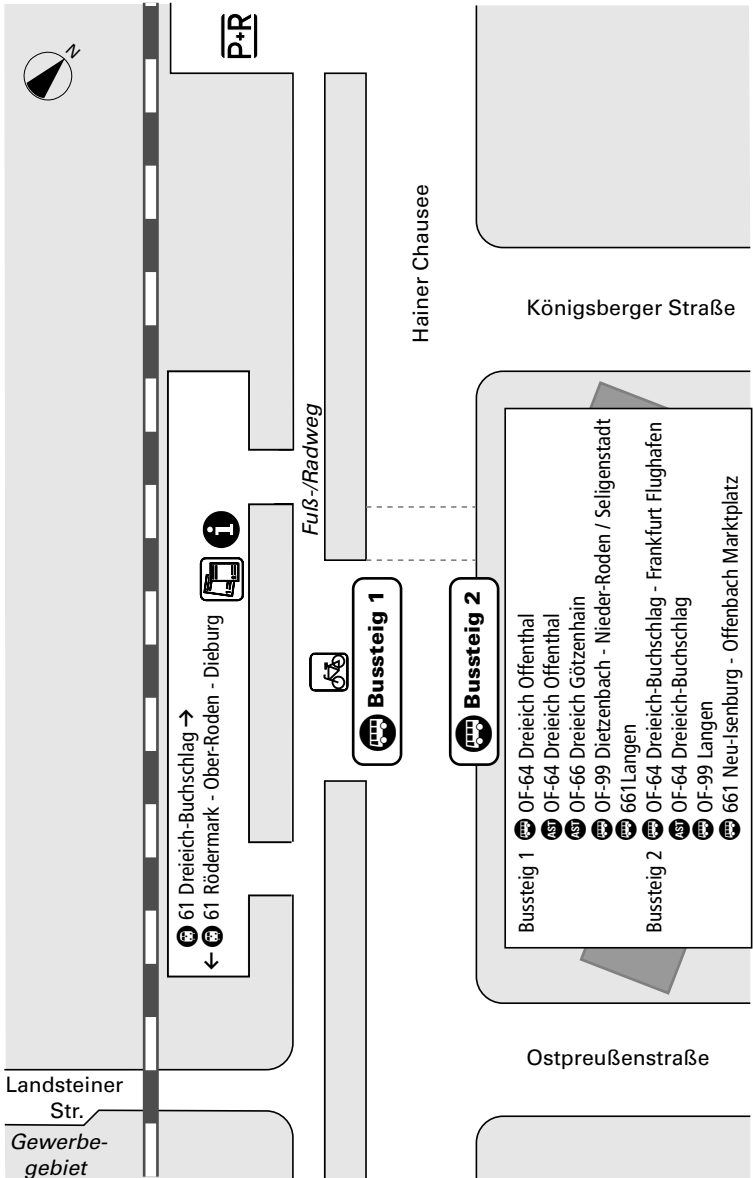 N
P+R
Hainer Chausee
Königsberger Straße
Fuß-/Radweg
61 Dreieich-Buchschlag →
← 61 Rödermark - Ober-Roden - Dieburg
i
Bussteig 1
Bussteig 2
Bussteig 1 OF-64 Dreieich Offenthal
AST OF-64 Dreieich Offenthal
AST OF-66 Dreieich Götzenhain
OF-99 Dietzenbach - Nieder-Roden / Seligenstadt
661Langen
Bussteig 2 OF-64 Dreieich-Buchschlag - Frankfurt Flughafen
AST OF-64 Dreieich-Buchschlag
OF-99 Langen
661 Neu-Isenburg - Offenbach Marktplatz
Ostpreußenstraße
Landsteiner
Str.
Gewerbe-
gebiet